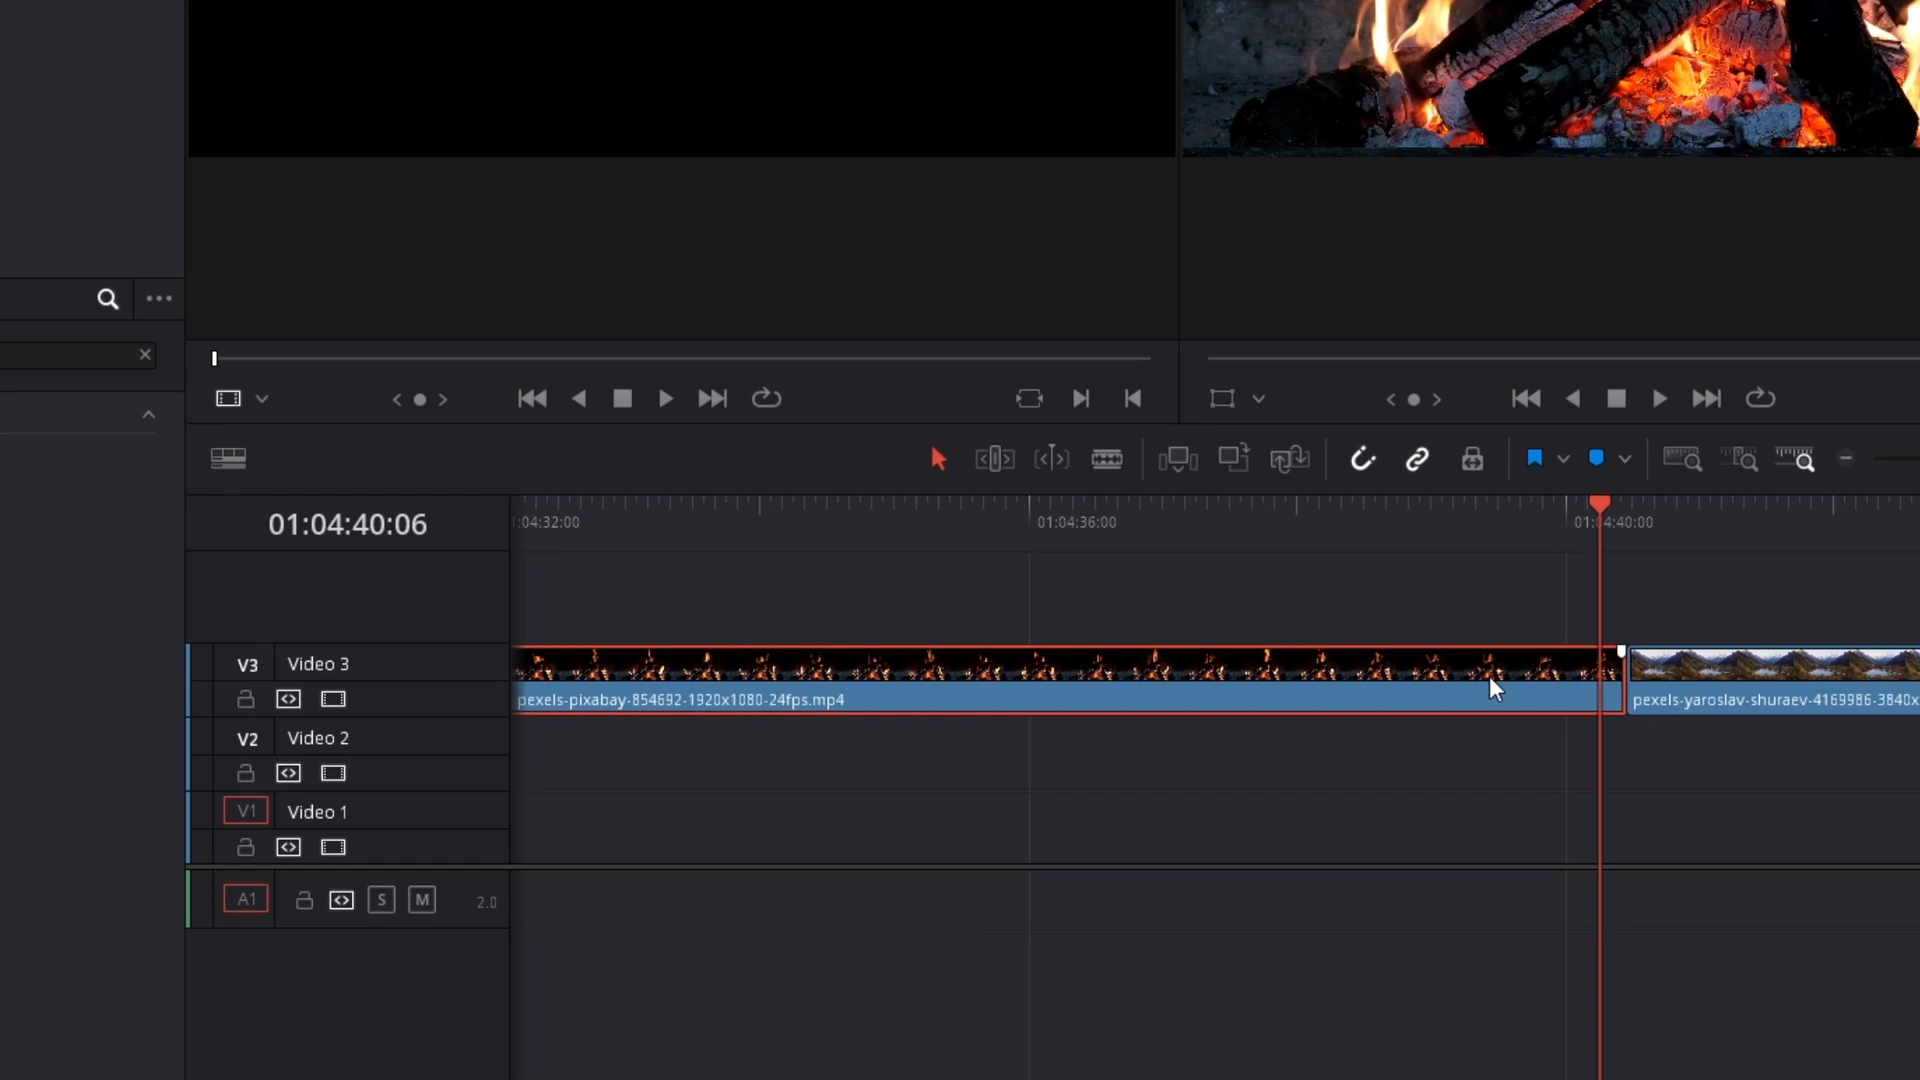 01:04:40:06
:04:32:00
01:04:36:00
01:04:40:00
V3 Video 3
pexels-pixabay-854692-1920x1080-24fps.mp4
pexels-yaroslav-shuraev-4169986-3840x
V2 Video 2
V1 Video 1
A1 S M 2.0